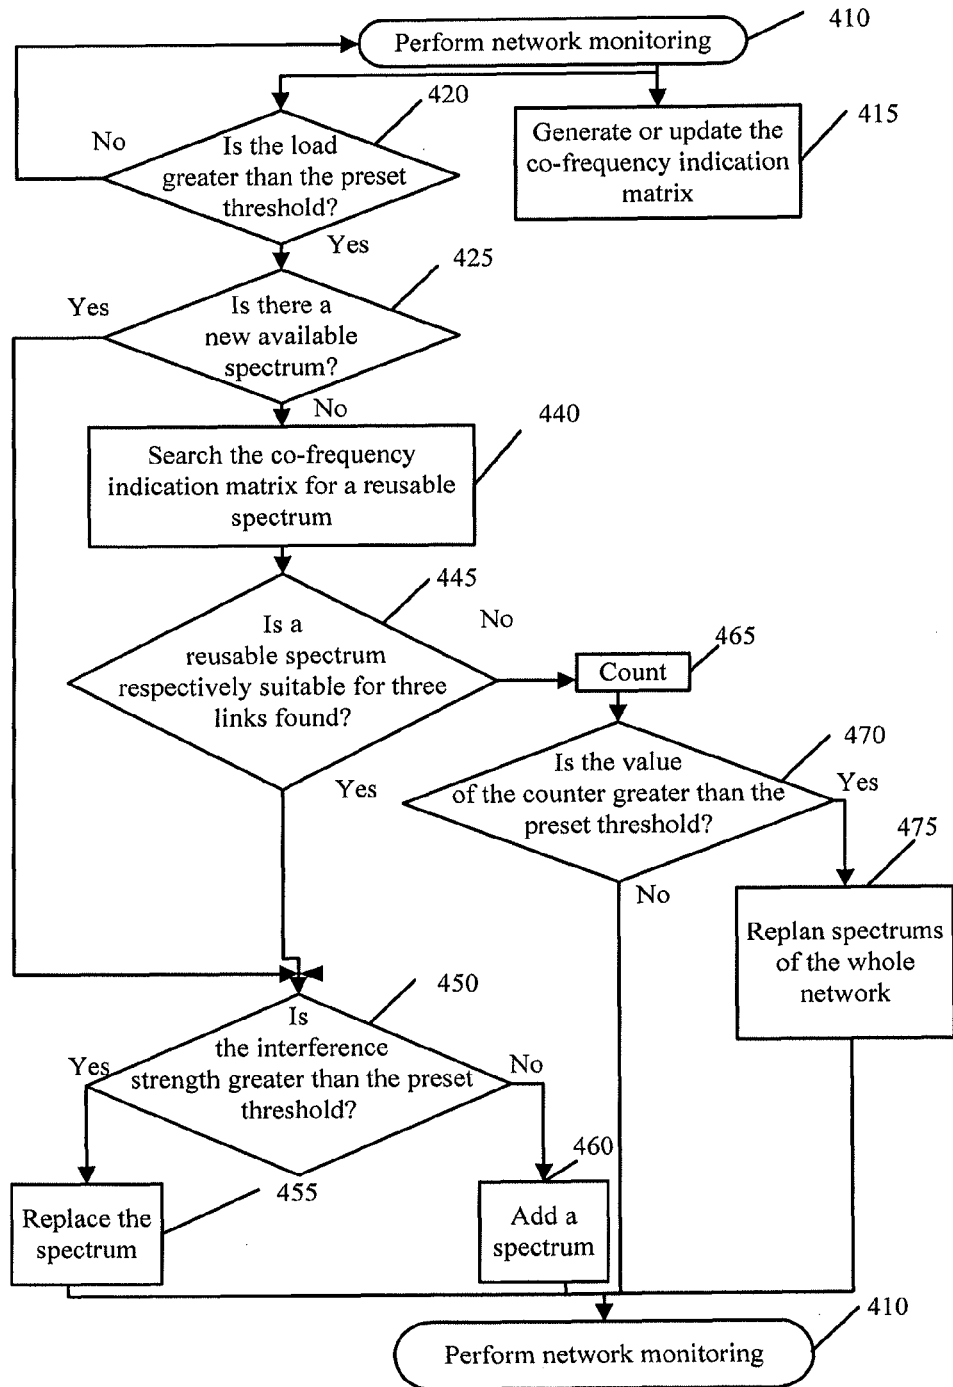 410
Perform network monitoring
420
No
Is the load
greater than the preset
threshold?
415
Generate or update the
co-frequency indication
matrix
Yes
425
Yes
Is there a
new available
spectrum?
No
440
Search the co-frequency
indication matrix for a reusable
spectrum
445
No
Is a
reusable spectrum
respectively suitable for three
links found?
465
Count
Yes
470
Is the value
of the counter greater than the
preset threshold?
Yes
475
No
Replan spectrums
of the whole
network
450
Is
the interference
strength greater than the preset
threshold?
Yes
No
455
Replace the
spectrum
460
Add a
spectrum
410
Perform network monitoring